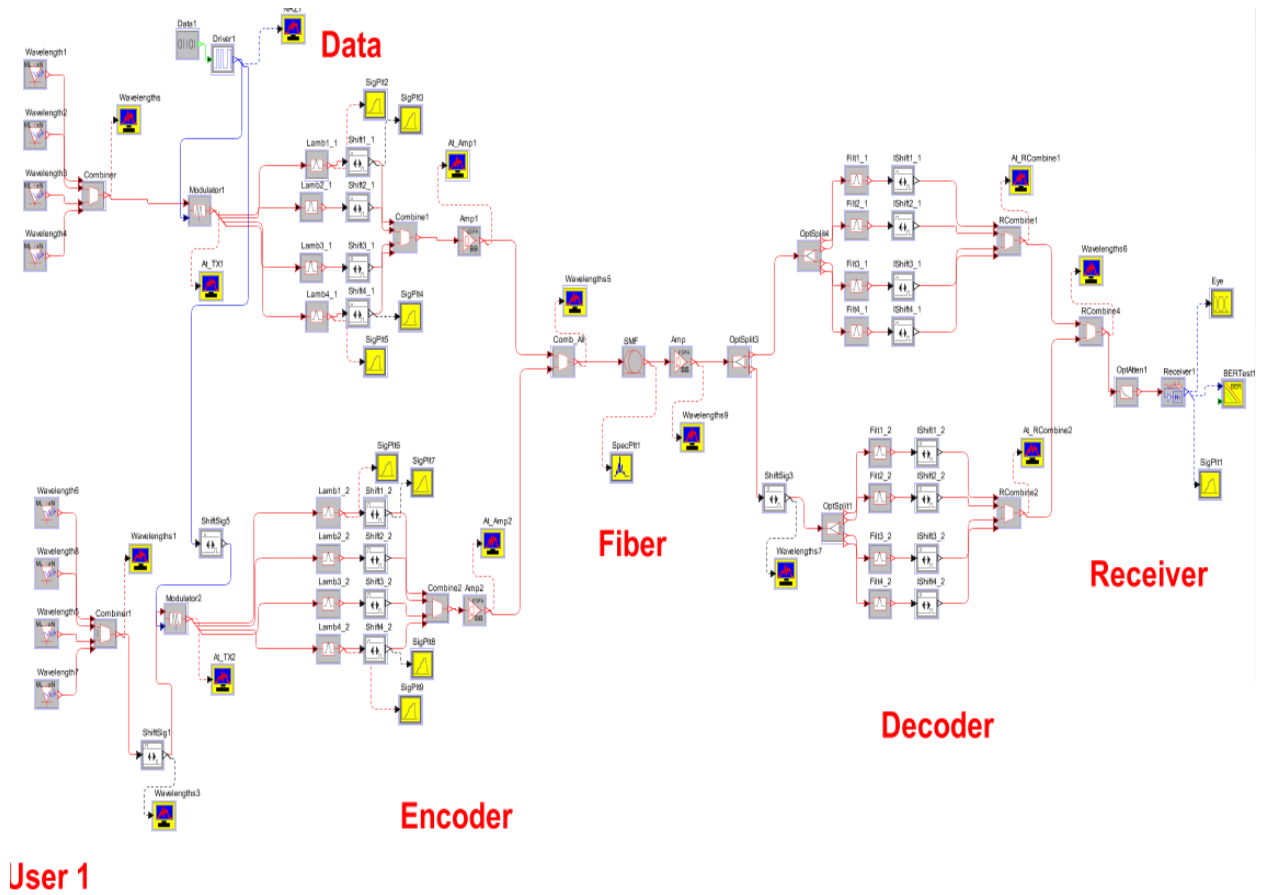 Data1
Driver1
Data
Wavelength1
Wavelengths
SigPlt2
SigPlt3
Wavelength2
Lamb1_1
Shift1_1
At_Amp1
Filt1_1
IShift1_1
At_RCombine1
Wavelength3
Combiner
Modulator1
Lamb2_1
Shift2_1
Combine1
Amp1
Filt2_1
IShift2_1
RCombine1
Wavelength4
Lamb3_1
Shift3_1
OptSplit4
Wavelengths6
At_TX1
Lamb4_1
Shift4_1
SigPlt4
Wavelengths5
Filt3_1
IShift3_1
Eye
SigPlt5
Filt4_1
IShift4_1
RCombine4
Comb_All
SMF
Amp
OptSplit3
OptAtten1
Receiver1
BERTest1
BER
Wavelengths9
SpecPlt1
SigPlt1
SigPlt6
SigPlt7
Filt1_2
IShift1_2
At_RCombine2
Wavelength6
Lamb1_2
Shift1_2
ShiftSig3
Filt2_2
IShift2_2
RCombine2
Wavelength8
Wavelengths1
ShiftSig5
Lamb2_2
Shift2_2
At_Amp2
OptSplit1
Fiber
Filt3_2
IShift3_2
Wavelengths7
Receiver
Wavelength5
Combiner1
Modulator2
Lamb3_2
Shift3_2
Combine2
Amp2
Filt4_2
IShift4_2
Wavelength7
At_TX2
Lamb4_2
Shift4_2
SigPlt8
SigPlt9
ShiftSig1
Decoder
Wavelengths3
Encoder
User 1